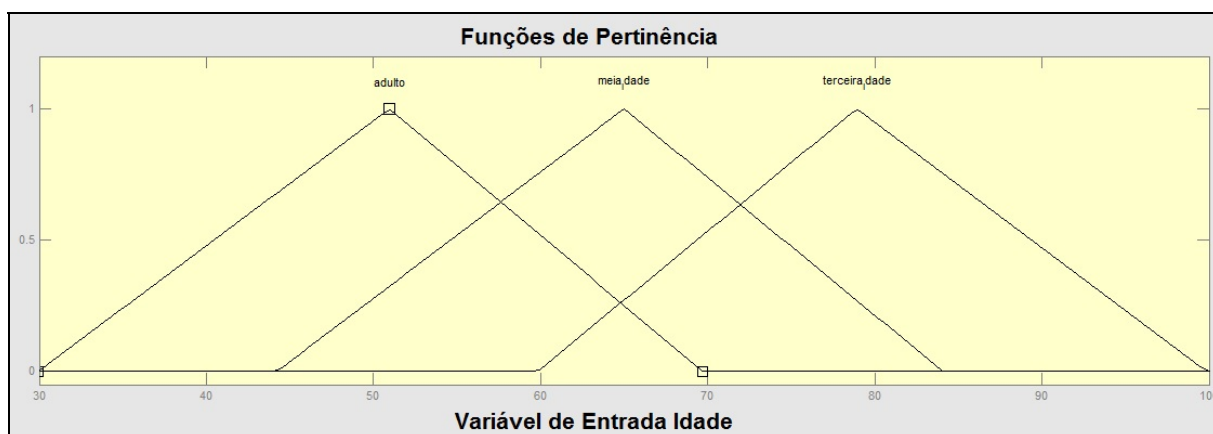 Funções de Pertinência
adulto
meia,dade
terceira,dade
1
0.5
0
30 40 50 60 70 80 90 10
Variável de Entrada Idade